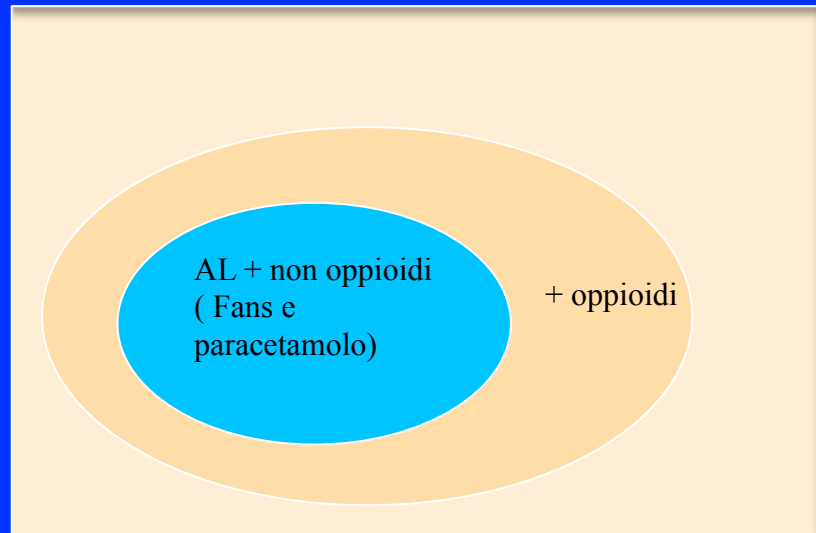 AL + non oppioidi
( Fans e
paracetamolo)
+ oppioidi